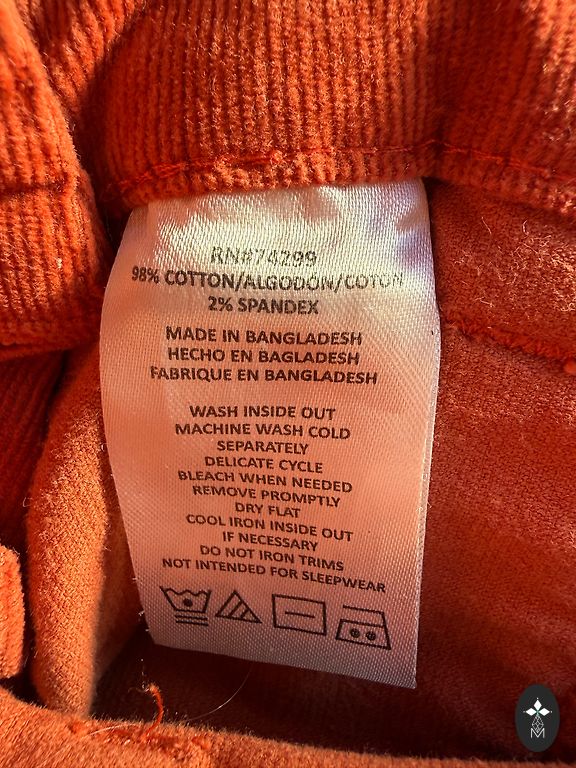 RN#74299
98% COTTON/ALGODÓN/COTON
2% SPANDEX
MADE IN BANGLADESH
HECHO EN BAGLADESH
FABRIQUE EN BANGLADESH
WASH INSIDE OUT
MACHINE WASH COLD
SEPARATELY
DELICATE CYCLE
BLEACH WHEN NEEDED
REMOVE PROMPTLY
DRY FLAT
COOL IRON INSIDE OUT
IF NECESSARY
DO NOT IRON TRIMS
NOT INTENDED FOR SLEEPWEAR
M